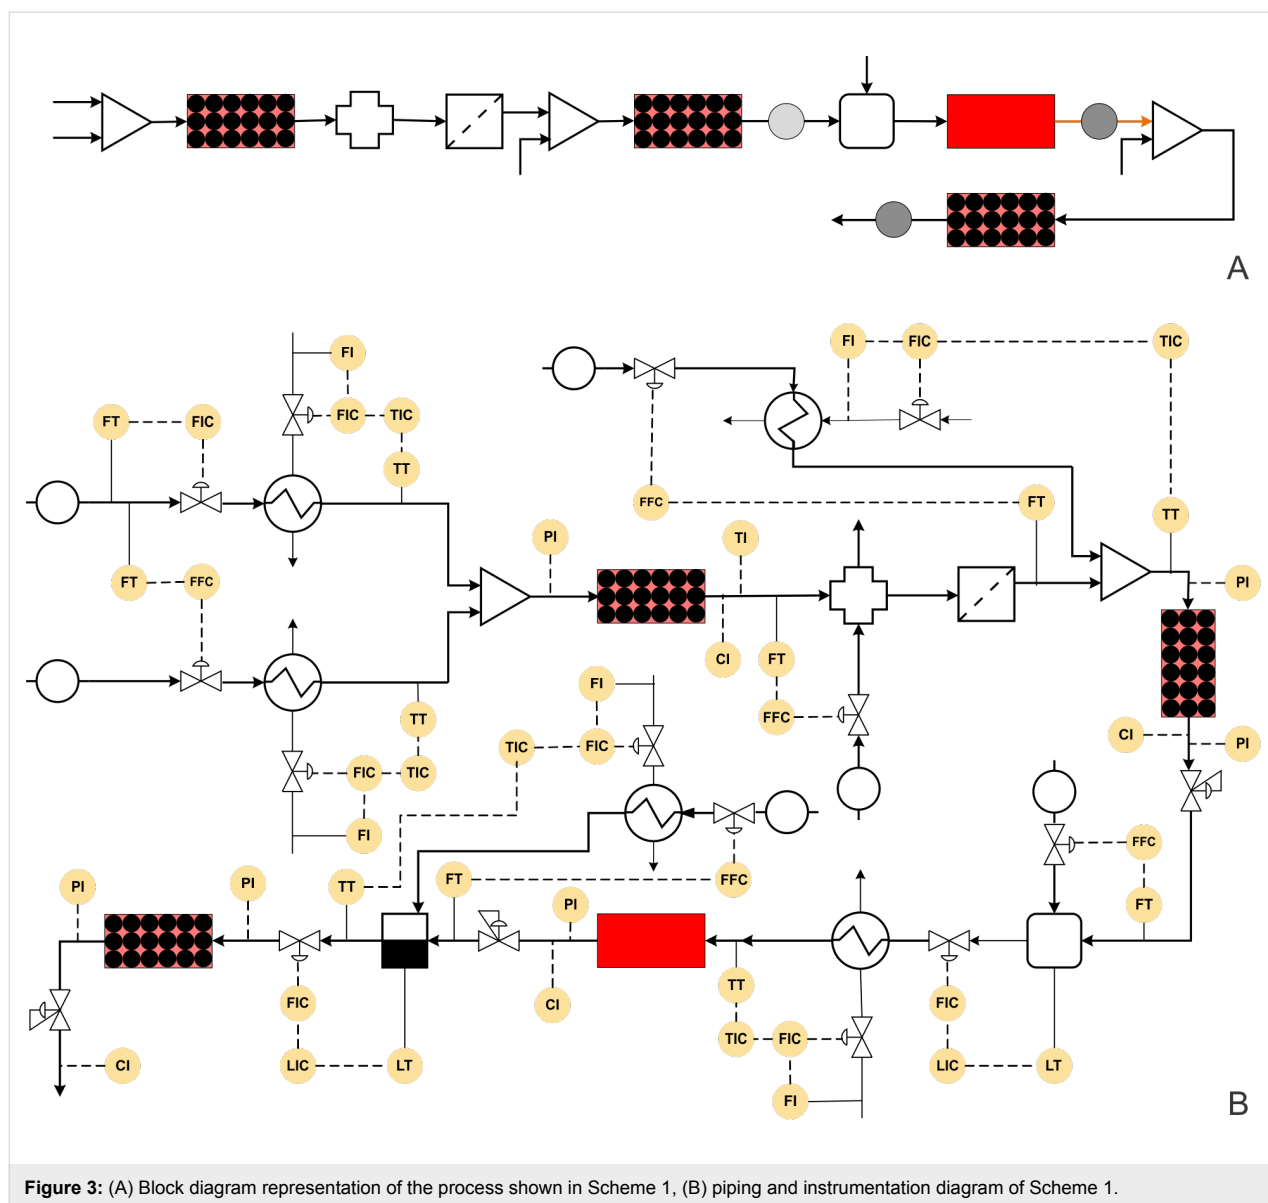 A
FI
FI
FIC
TIC
FT
FIC
FIC
TIC
TT
FFC
FT
TT
PI
TI
FT
FFC
PI
CI
FT
FI
TT
FFC
CI
PI
TIC
FIC
FIC
TIC
FI
FFC
PI
PI
TT
FT
FFC
PI
FT
TT
FIC
CI
FIC
TIC
FIC
CI
LIC
LT
LIC
LT
FI
B
Figure 3: (A) Block diagram representation of the process shown in Scheme 1, (B) piping and instrumentation diagram of Scheme 1.